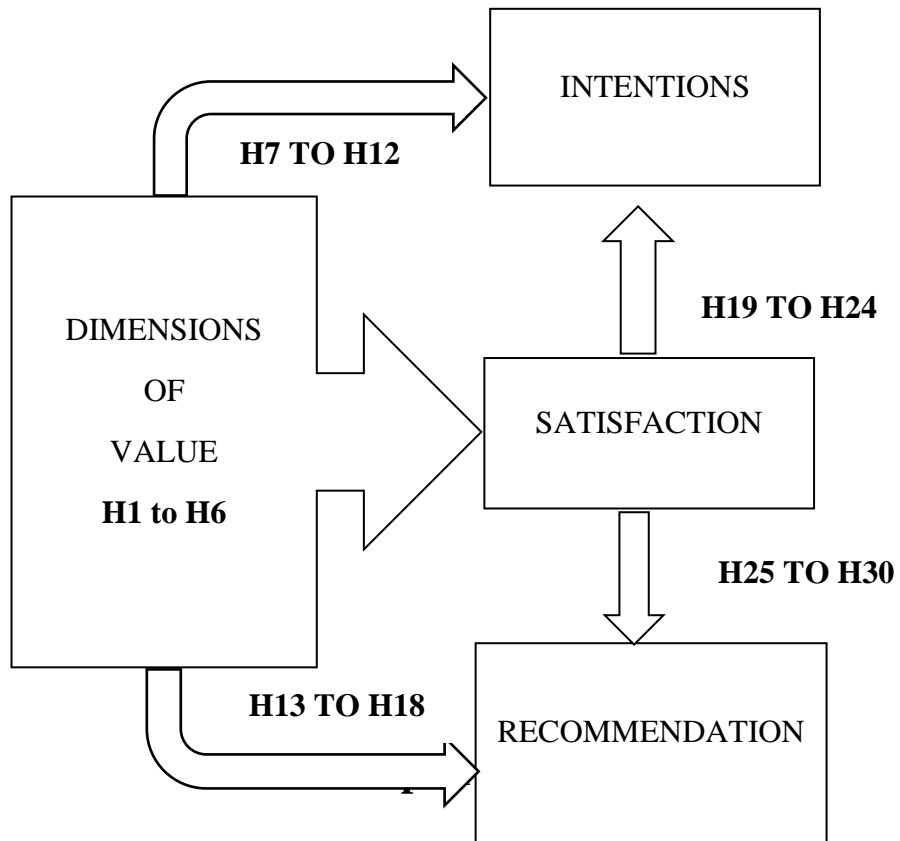 INTENTIONS
H7 TO H12
H19 TO H24
DIMENSIONS
OF
VALUE
H1 to H6
SATISFACTION
H25 TO H30
H13 TO H18
RECOMMENDATION